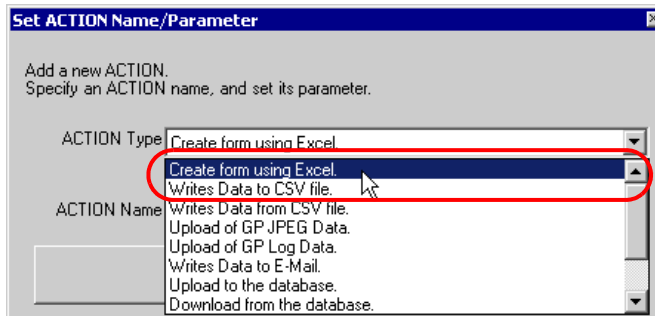 Set ACTION Name/Parameter
Add a new ACTION.
Specify an ACTION name, and set its parameter.
ACTION Type Create form using Excel.
Create form using Excel.
Writes Data to CSV file.
ACTION Name Writes Data from CSV file.
Upload of GP JPEG Data.
Upload of GP Log Data.
Writes Data to E-Mail.
Upload to the database.
Download from the database.